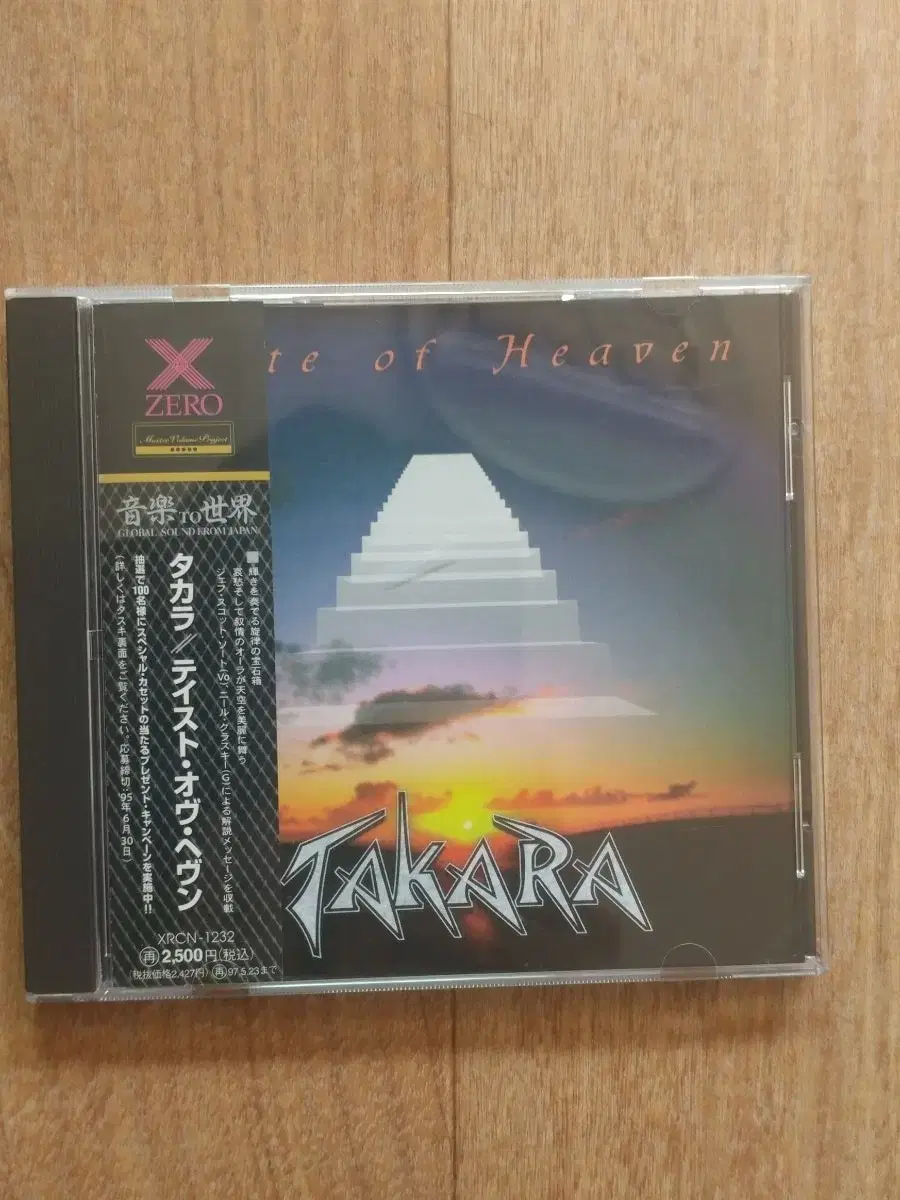 te of Heaven
ZERO
Master Volume Project
音楽TO世界
GLOBAL SOUND FROM JAPAN
■輝きを奏でる旋律の宝石箱
哀愁そして叙情のオーラが天空を美麗に舞う。
ジェフ・スコット・ソート(Vo)、ニール・グラスキー(G)による解説メッセージを収載
タカラ//テイスト・オヴ・ヘヴン
抽選で100名様にスペシャル・カセットの当たるプレゼント・キャンペーンを実施中!!
(詳しくはタスキ裏面をご覧ください。応募締切:'95年6月30日)
XRCN-1232
再2,500円(税込)
(税抜価格2,427円)再97.5.23まで
TAKARA